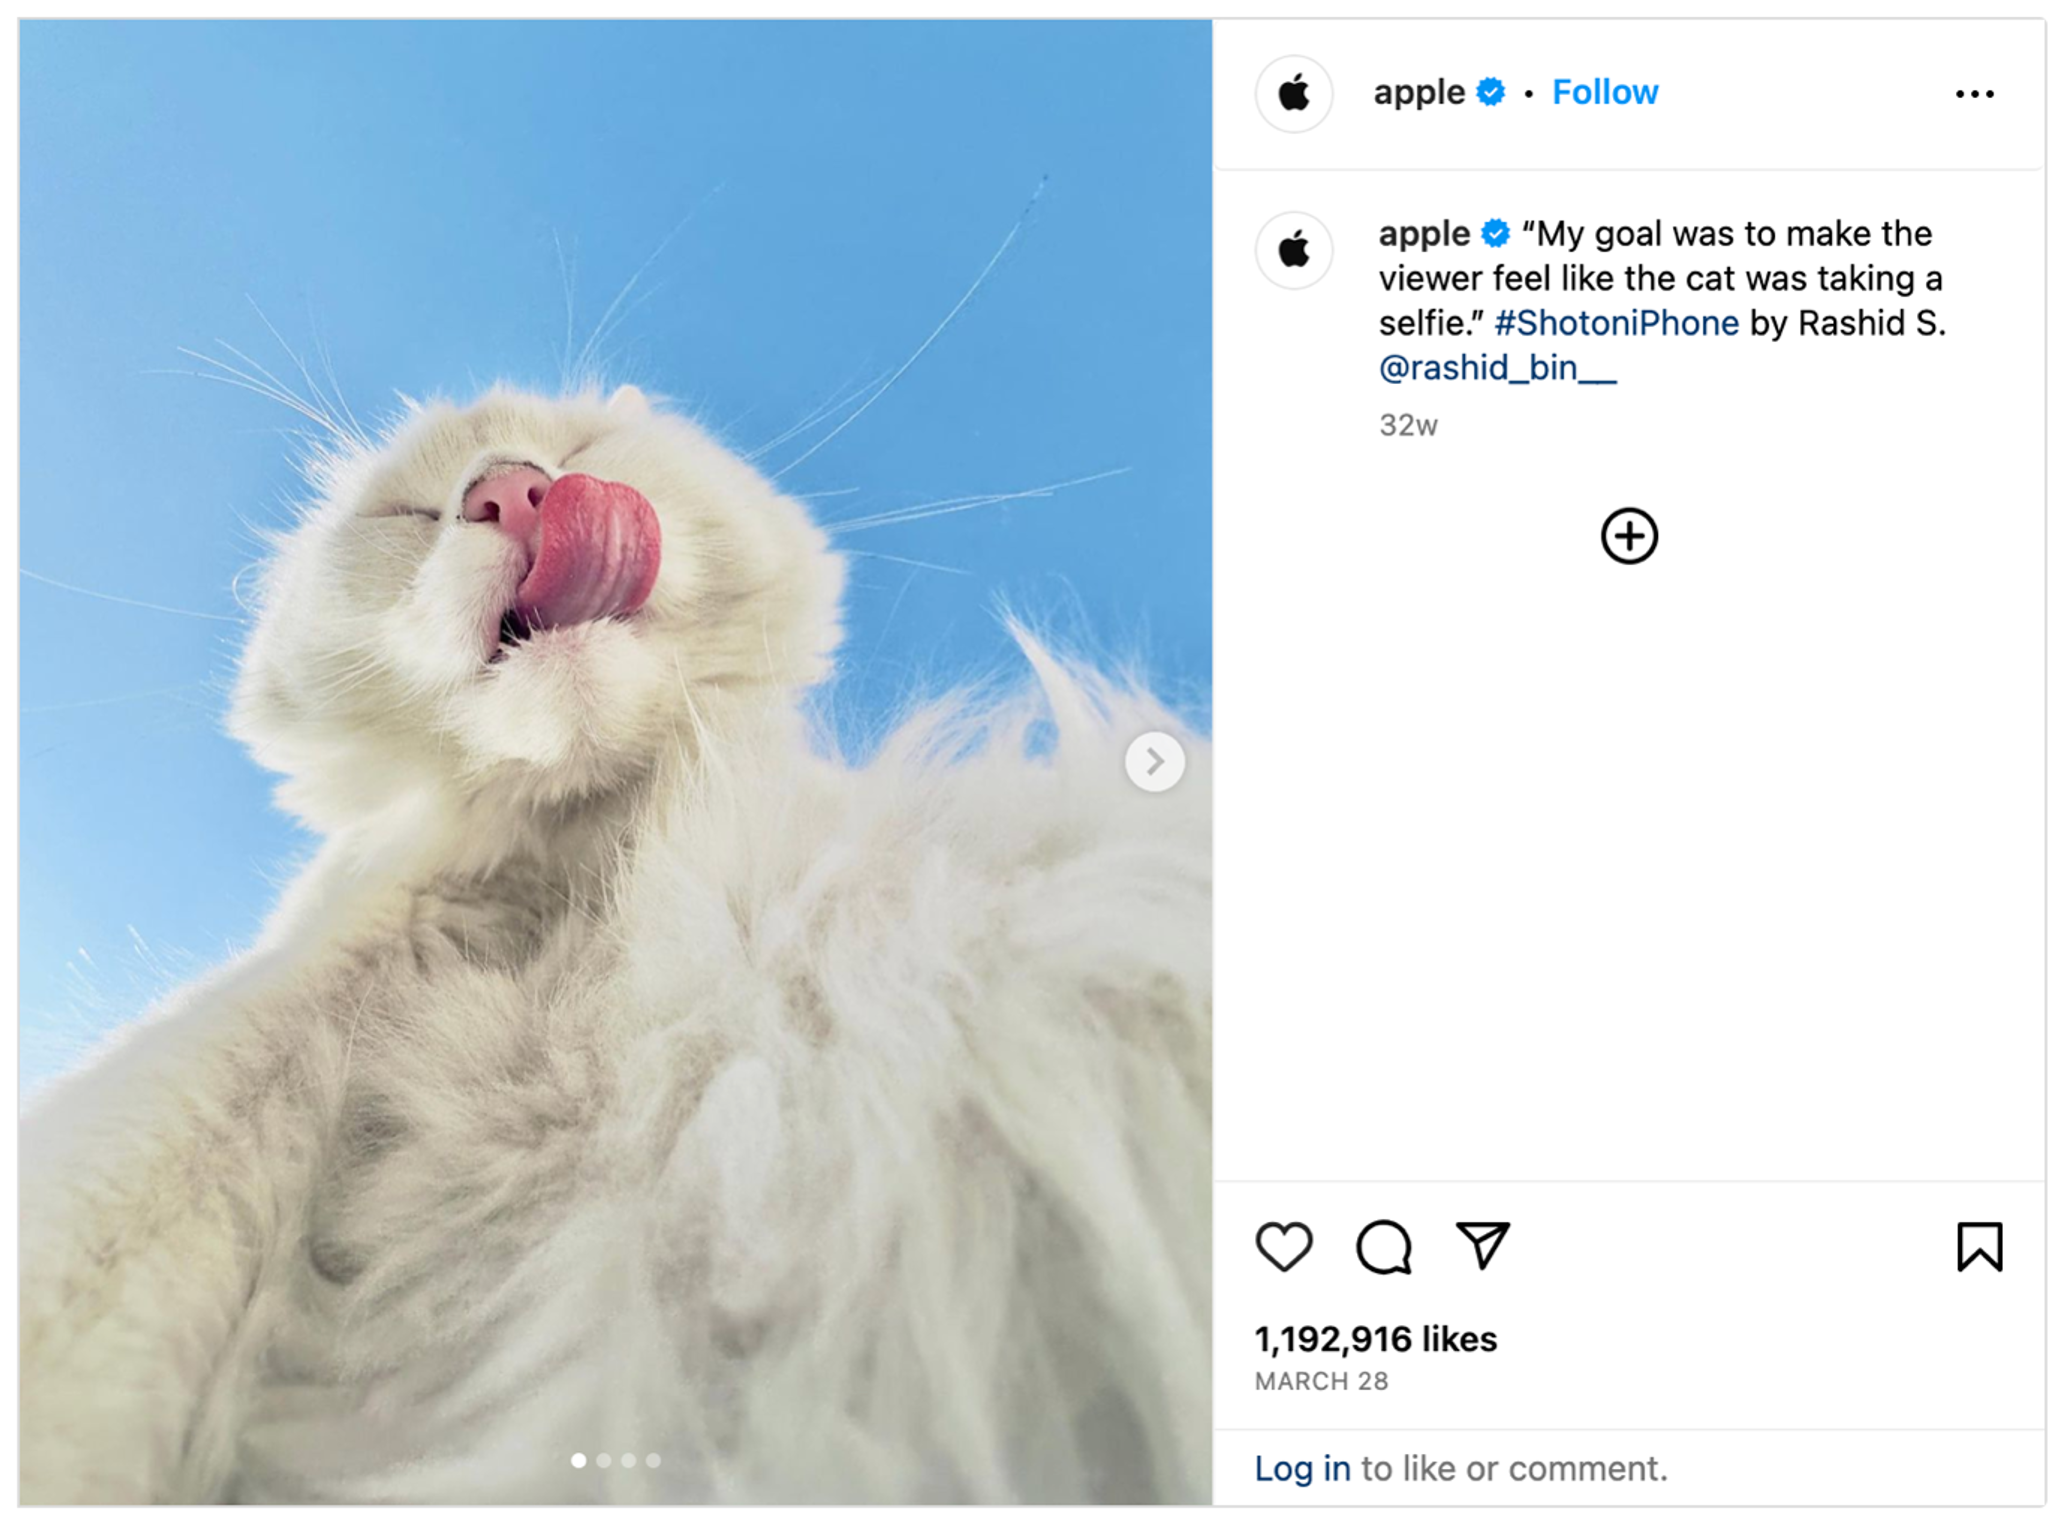 apple • Follow
apple “My goal was to make the
viewer feel like the cat was taking a
selfie.” #ShotoniPhone by Rashid S.
@rashid_bin__
32w
1,192,916 likes
MARCH 28
Log in to like or comment.